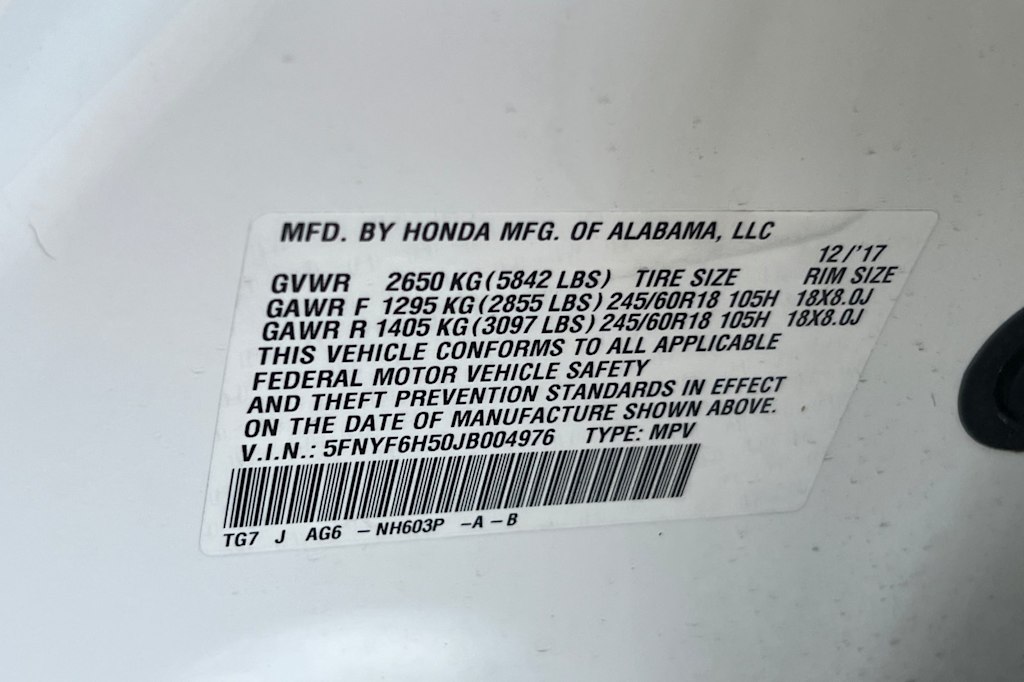 MFD. BY HONDA MFG. OF ALABAMA, LLC
12/'17
GVWR 2650 KG (5842 LBS) TIRE SIZE RIM SIZE
GAWR F 1295 KG (2855 LBS) 245/60R18 105H 18X8.0J
GAWR R 1405 KG (3097 LBS) 245/60R18 105H 18X8.0J
THIS VEHICLE CONFORMS TO ALL APPLICABLE
FEDERAL MOTOR VEHICLE SAFETY
AND THEFT PREVENTION STANDARDS IN EFFECT
ON THE DATE OF MANUFACTURE SHOWN ABOVE.
V.I.N.: 5FNYF6H50JB004976 TYPE: MPV
TG7 J AG6 – NH603P –A – B